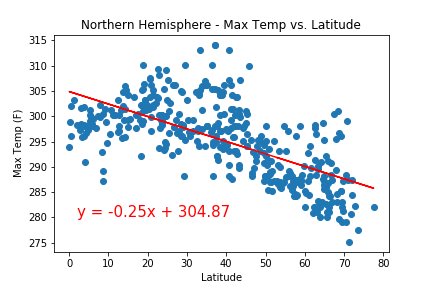 Northern Hemisphere - Max Temp vs. Latitude
315
310
305
300
295
290
285
280
275
Max Temp (F)
y = -0.25x + 304.87
0 10 20 30 40 50 60 70 80
Latitude